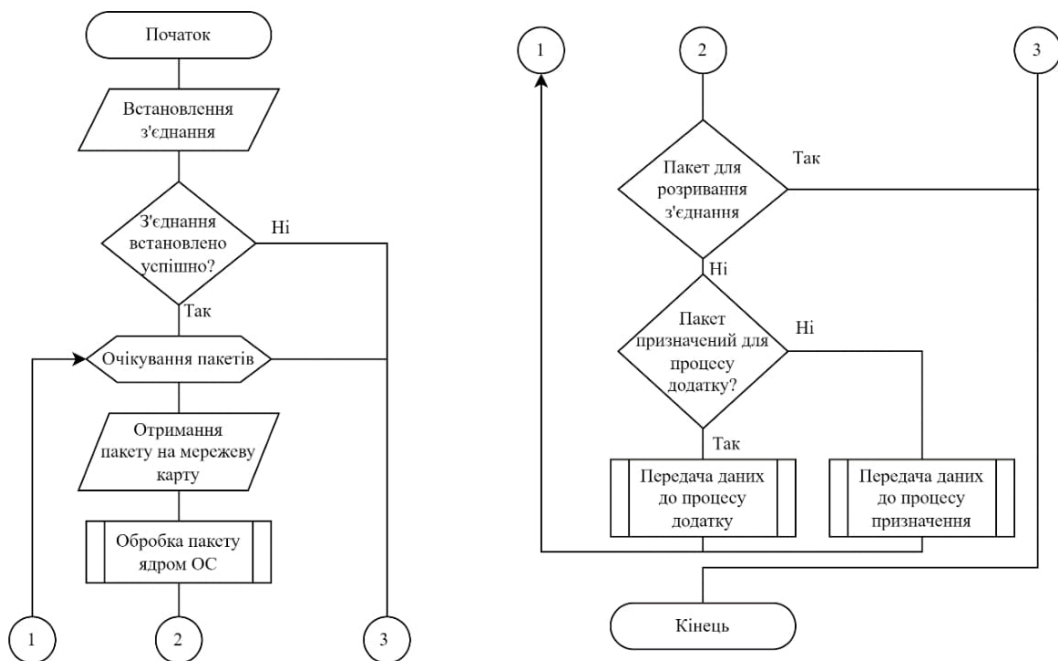 Початок
Встановлення
з'єднання
З'єднання
встановлено
успішно?
Ні
Так
Очікування пакетів
Отримання
пакету на мережеву
карту
Обробка пакету
ядром ОС
1
2
3
1
2
3
Пакет для
розривання
з'єднання
Так
Ні
Пакет
призначений для
процесу
додатку?
Ні
Так
Передача даних
до процесу
додатку
Передача даних
до процесу
призначення
Кінець